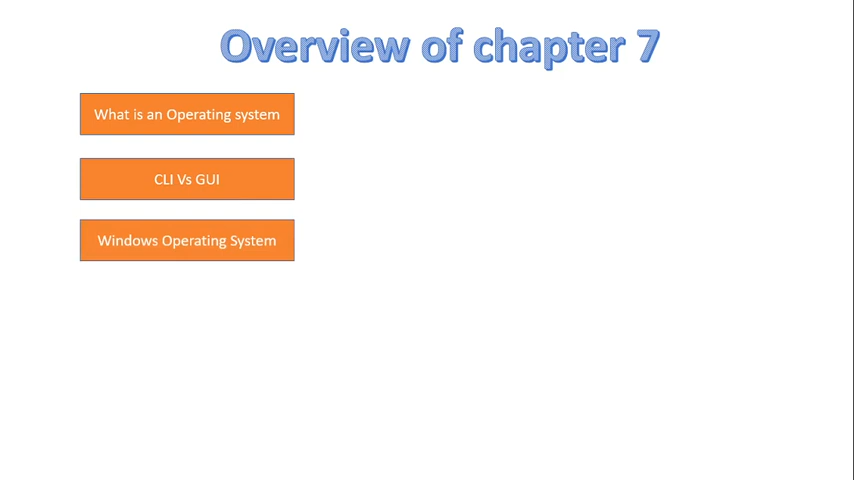 Overview of chapter 7
What is an Operating system
CLI Vs GUI
Windows Operating System